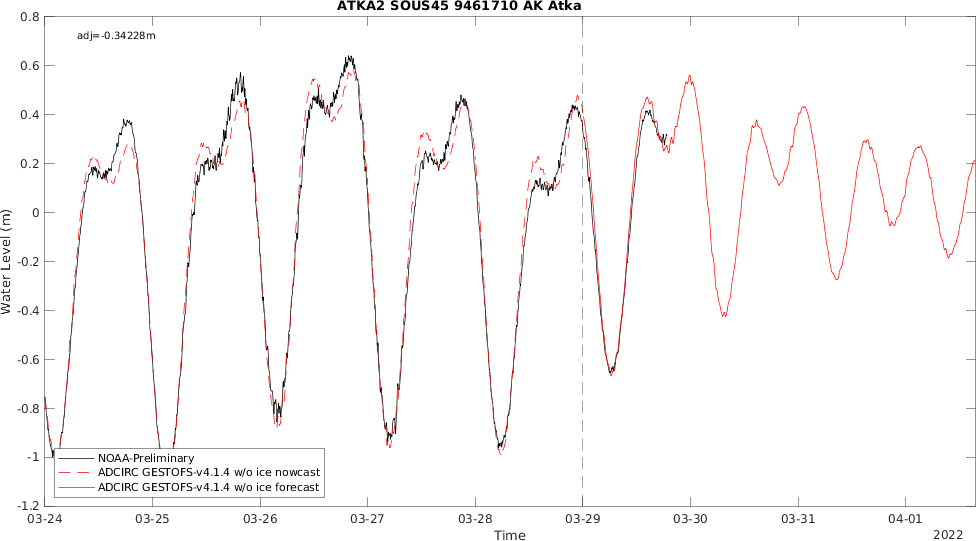 ATKA2 SOUS45 9461710 AK Atka
adj=-0.34228m
0.8
0.6
0.4
0.2
0
-0.2
-0.4
-0.6
-0.8
-1
-1.2
Water Level (m)
NOAA-Preliminary
ADCIRC GESTOFS-v4.1.4 w/o ice nowcast
ADCIRC GESTOFS-v4.1.4 w/o ice forecast
03-24 03-25 03-26 03-27 03-28 03-29 03-30 03-31 04-01
Time
2022